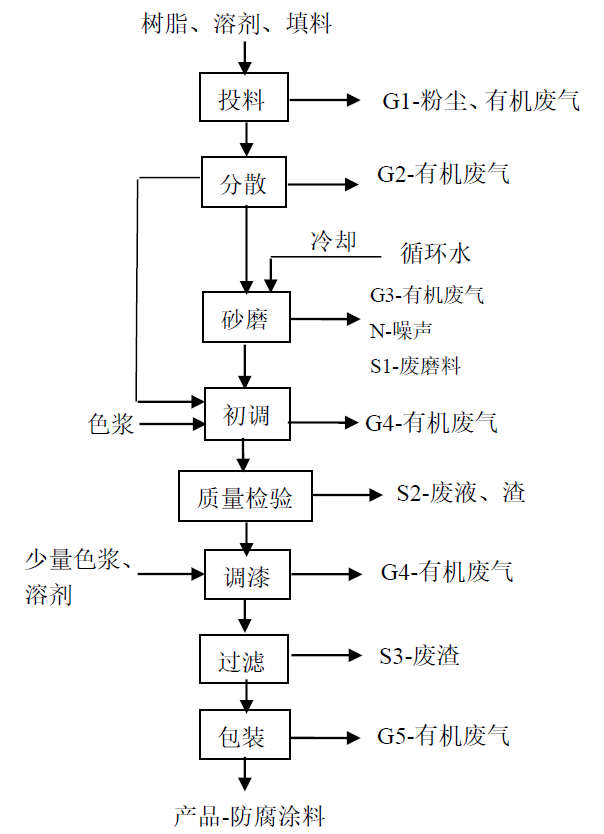 树脂、溶剂、填料
投料
G1-粉尘、有机废气
分散
G2-有机废气
冷却
循环水
砂磨
G3-有机废气
N-噪声
S1-废磨料
色浆
初调
G4-有机废气
质量检验
S2-废液、渣
少量色浆、
溶剂
调漆
G4-有机废气
过滤
S3-废渣
包装
G5-有机废气
产品-防腐涂料